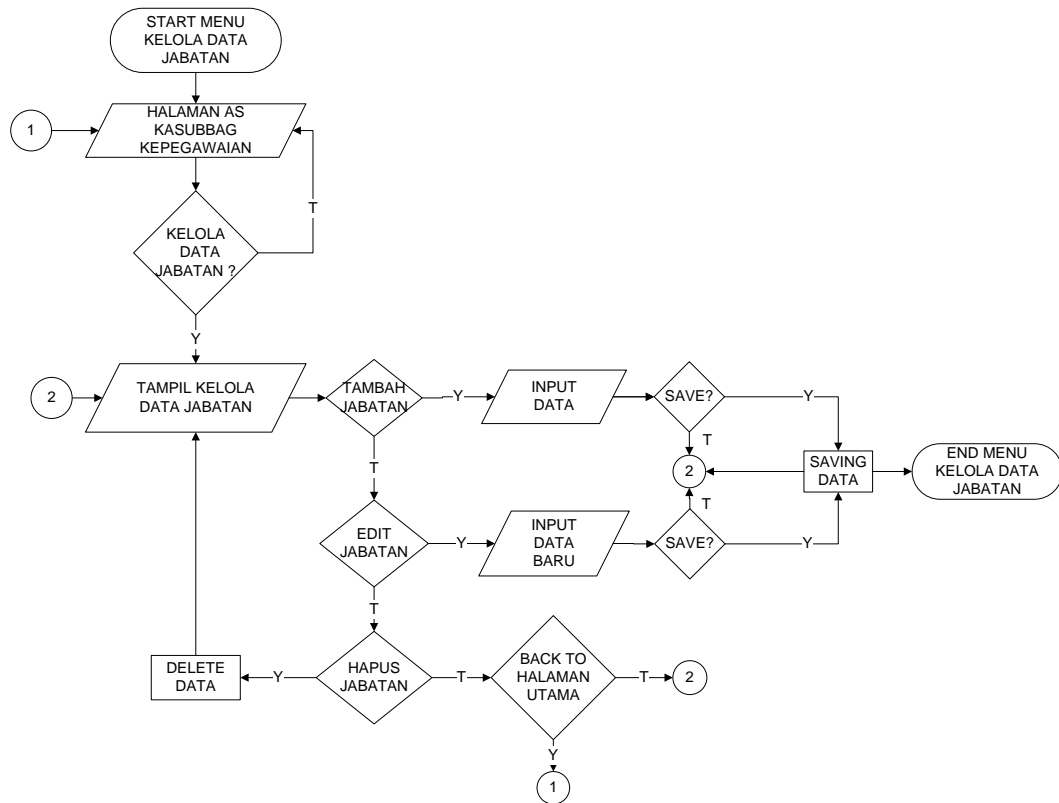 START MENU
KELOLA DATA
JABATAN
1
HALAMAN AS
KASUBBAG
KEPEGAWAIAN
T
KELOLA
DATA
JABATAN ?
Y
2
TAMPIL KELOLA
DATA JABATAN
TAMBAH
JABATAN
Y
INPUT
DATA
SAVE?
Y
T
T
2
SAVING
DATA
END MENU
KELOLA DATA
JABATAN
T
EDIT
JABATAN
Y
INPUT
DATA
BARU
SAVE?
Y
T
DELETE
DATA
Y
HAPUS
JABATAN
T
BACK TO
HALAMAN
UTAMA
T
2
Y
1